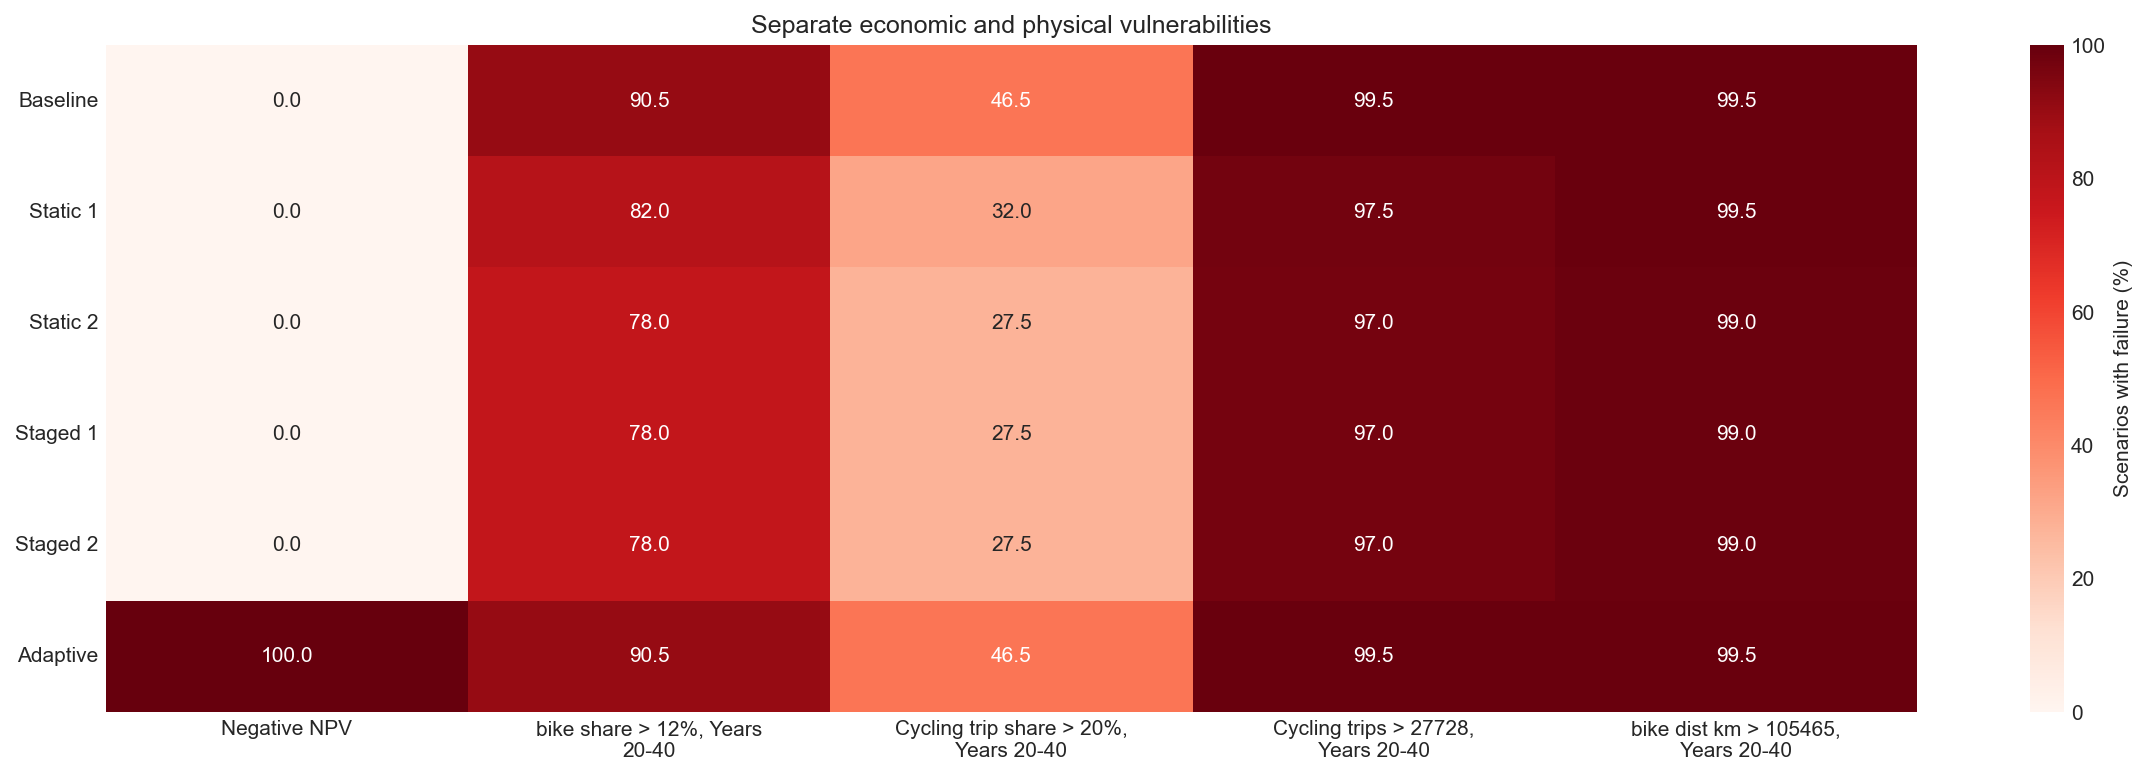 Separate economic and physical vulnerabilities
Baseline 0.0 90.5 46.5 99.5 99.5
Static 1 0.0 82.0 32.0 97.5 99.5
Static 2 0.0 78.0 27.5 97.0 99.0
Staged 1 0.0 78.0 27.5 97.0 99.0
Staged 2 0.0 78.0 27.5 97.0 99.0
Adaptive 100.0 90.5 46.5 99.5 99.5
Negative NPV
bike share > 12%, Years
20-40
Cycling trip share > 20%,
Years 20-40
Cycling trips > 27728,
Years 20-40
bike dist km > 105465,
Years 20-40
100
80
60
40
20
0
Scenarios with failure (%)